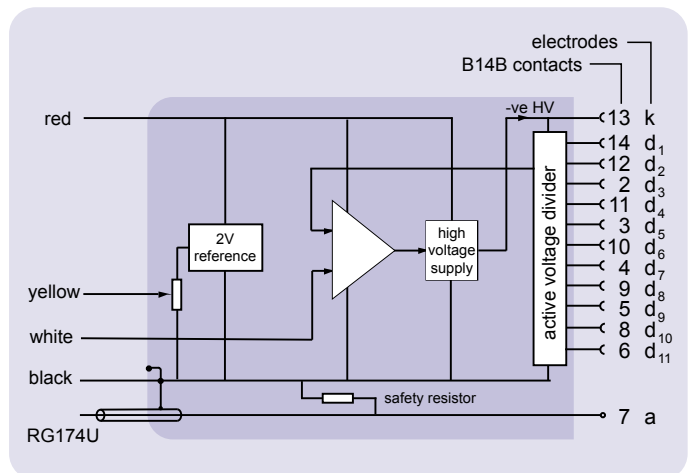 electrodes
B14B contacts
-ve HV
red
13 k
14 d1
12 d2
2 d3
11 d4
3 d5
10 d6
4 d7
9 d8
5 d9
8 d10
6 d11
active voltage divider
2V
reference
high
voltage
supply
yellow
white
black
safety resistor
7 a
RG174U